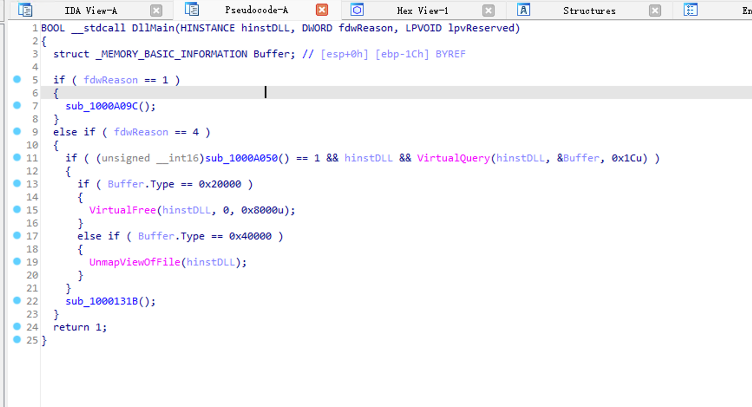 IDA View-A
Pseudocode-A
Hex View-1
Structures
En
1 BOOL __stdcall DllMain(HINSTANCE hinstDLL, DWORD fdwReason, LPVOID lpvReserved)
2 {
3 struct _MEMORY_BASIC_INFORMATION Buffer; // [esp+0h] [ebp-1Ch] BYREF
4
5 if ( fdwReason == 1 )
6 {
7 sub_1000A09C();
8 }
9 else if ( fdwReason == 4 )
10 {
11 if ( (unsigned __int16)sub_1000A050() == 1 && hinstDLL && VirtualQuery(hinstDLL, &Buffer, 0x1Cu) )
12 {
13 if ( Buffer.Type == 0x20000 )
14 {
15 VirtualFree(hinstDLL, 0, 0x8000u);
16 }
17 else if ( Buffer.Type == 0x40000 )
18 {
19 UnmapViewOfFile(hinstDLL);
20 }
21 }
22 sub_1000131B();
23 }
24 return 1;
25 }